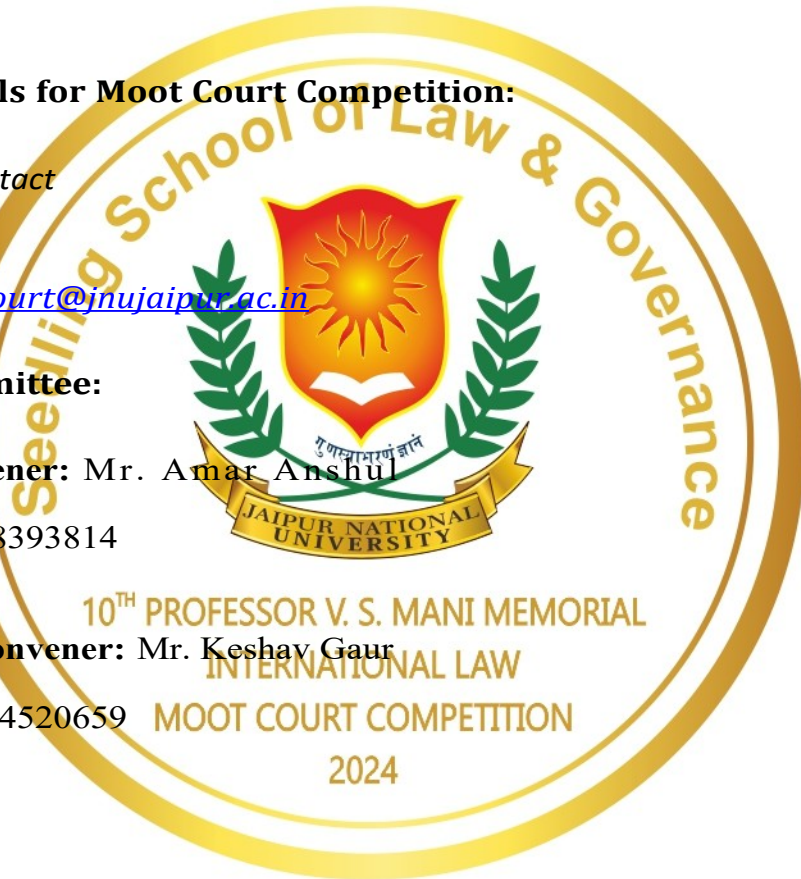 ls for Moot Court Competition:
Seedling School of Law & Governance
tact
ourt@jnujaipur.ac.in
mittee:
गुणस्याभरणं ज्ञानं
ener: Mr. Amar Anshul
JAIPUR NATIONAL
UNIVERSITY
8393814
10TH PROFESSOR V. S. MANI MEMORIAL
onvener: Mr. Keshav Gaur
INTERNATIONAL LAW
4520659
MOOT COURT COMPETITION
2024